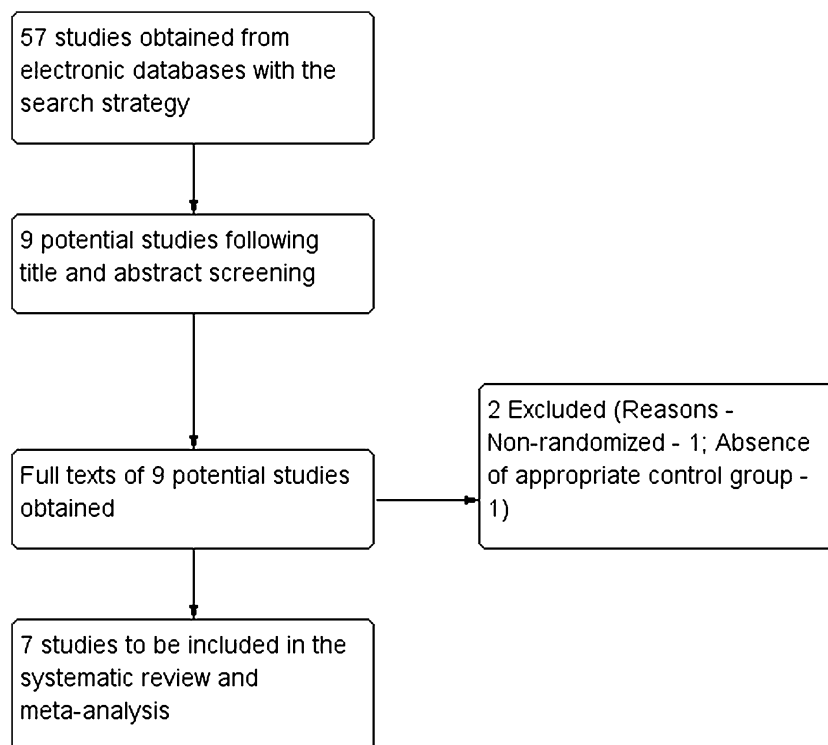 57 studies obtained from
electronic databases with the
search strategy
9 potential studies following
title and abstract screening
2 Excluded (Reasons -
Non-randomized - 1; Absence
of appropriate control group -
1)
Full texts of 9 potential studies
obtained
7 studies to be included in the
systematic review and
meta-analysis